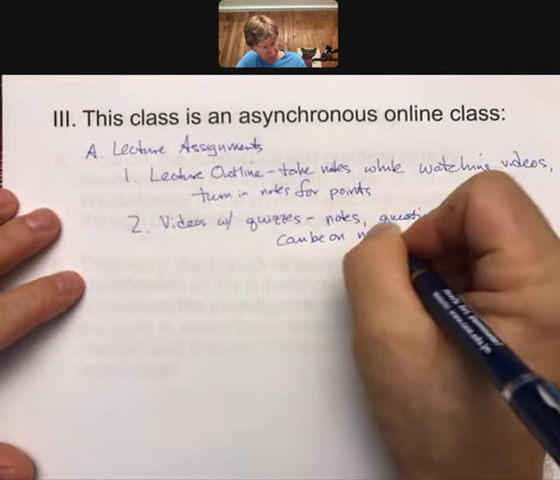 III. This class is an asynchronous online class:
A. Lecture Assignments
1. Lecture Outline - take notes while watching videos,
turn in notes for points
2. Videos w/ quizzes - notes, questi
can be on